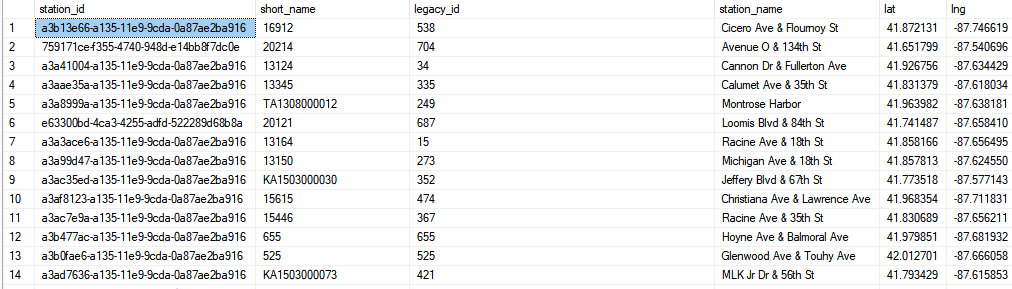 station_id short_name legacy_id station_name lat lng
1 a3b13e66-a135-11e9-9cda-0a87ae2ba916 16912 538 Cicero Ave & Flournoy St 41.872131 -87.746619
2 759171ce-f355-4740-948d-e14bb8f7dc0e 20214 704 Avenue O & 134th St 41.651799 -87.540696
3 a3a41004-a135-11e9-9cda-0a87ae2ba916 13124 34 Cannon Dr & Fullerton Ave 41.926756 -87.634429
4 a3aae35a-a135-11e9-9cda-0a87ae2ba916 13345 335 Calumet Ave & 35th St 41.831379 -87.618034
5 a3a8999a-a135-11e9-9cda-0a87ae2ba916 TA1308000012 249 Montrose Harbor 41.963982 -87.638181
6 e63300bd-4ca3-4255-adfd-522289d68b8a 20121 687 Loomis Blvd & 84th St 41.741487 -87.658410
7 a3a3ace6-a135-11e9-9cda-0a87ae2ba916 13164 15 Racine Ave & 18th St 41.858166 -87.656495
8 a3a99d47-a135-11e9-9cda-0a87ae2ba916 13150 273 Michigan Ave & 18th St 41.857813 -87.624550
9 a3ac35ed-a135-11e9-9cda-0a87ae2ba916 KA1503000030 352 Jeffery Blvd & 67th St 41.773518 -87.577143
10 a3af8123-a135-11e9-9cda-0a87ae2ba916 15615 474 Christiana Ave & Lawrence Ave 41.968354 -87.711831
11 a3ac7e9a-a135-11e9-9cda-0a87ae2ba916 15446 367 Racine Ave & 35th St 41.830689 -87.656211
12 a3b477ac-a135-11e9-9cda-0a87ae2ba916 655 655 Hoyne Ave & Balmoral Ave 41.979851 -87.681932
13 a3b0fae6-a135-11e9-9cda-0a87ae2ba916 525 525 Glenwood Ave & Touhy Ave 42.012701 -87.666058
14 a3ad7636-a135-11e9-9cda-0a87ae2ba916 KA1503000073 421 MLK Jr Dr & 56th St 41.793429 -87.615853